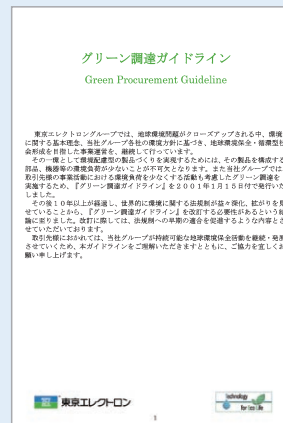 グリーン調達ガイドライン
Green Procurement Guideline
東京エレクトロングループでは、地球環境問題がクローズアップされる中、環境
に関する基本理念、当社グループ各社の環境方針に基づき、地球環境保全・循環型社
会形成を目指した事業運営を、継続して行っています。
その一環として環境配慮型の製品づくりを実現するためには、その製品を構成する
部品、機器等の環境負荷が少ないことが不可欠となります。また当社グループでは
取引先様の事業活動における環境負荷を少なくする活動も考慮したグリーン調達を
実施するため、『グリーン調達ガイドライン』を２００１年１月１５日付で発行いた
しました。
その後１０年以上が経過し、世界的に環境に関する法規制が益々深化、拡がりを見
せていることから、『グリーン調達ガイドライン』を改訂する必要性があるという結
論に至りました。改訂に際しては、法規制への早期の適合を促進するような内容とさ
せていただいております。
取引先様におかれては、当社グループが持続可能な地球環境保全活動を継続・発展
させていくため、本ガイドラインをご理解いただきますとともに、ご協力を宜しくお
願い申し上げます。
東京エレクトロン
technology
for Eco Life
1